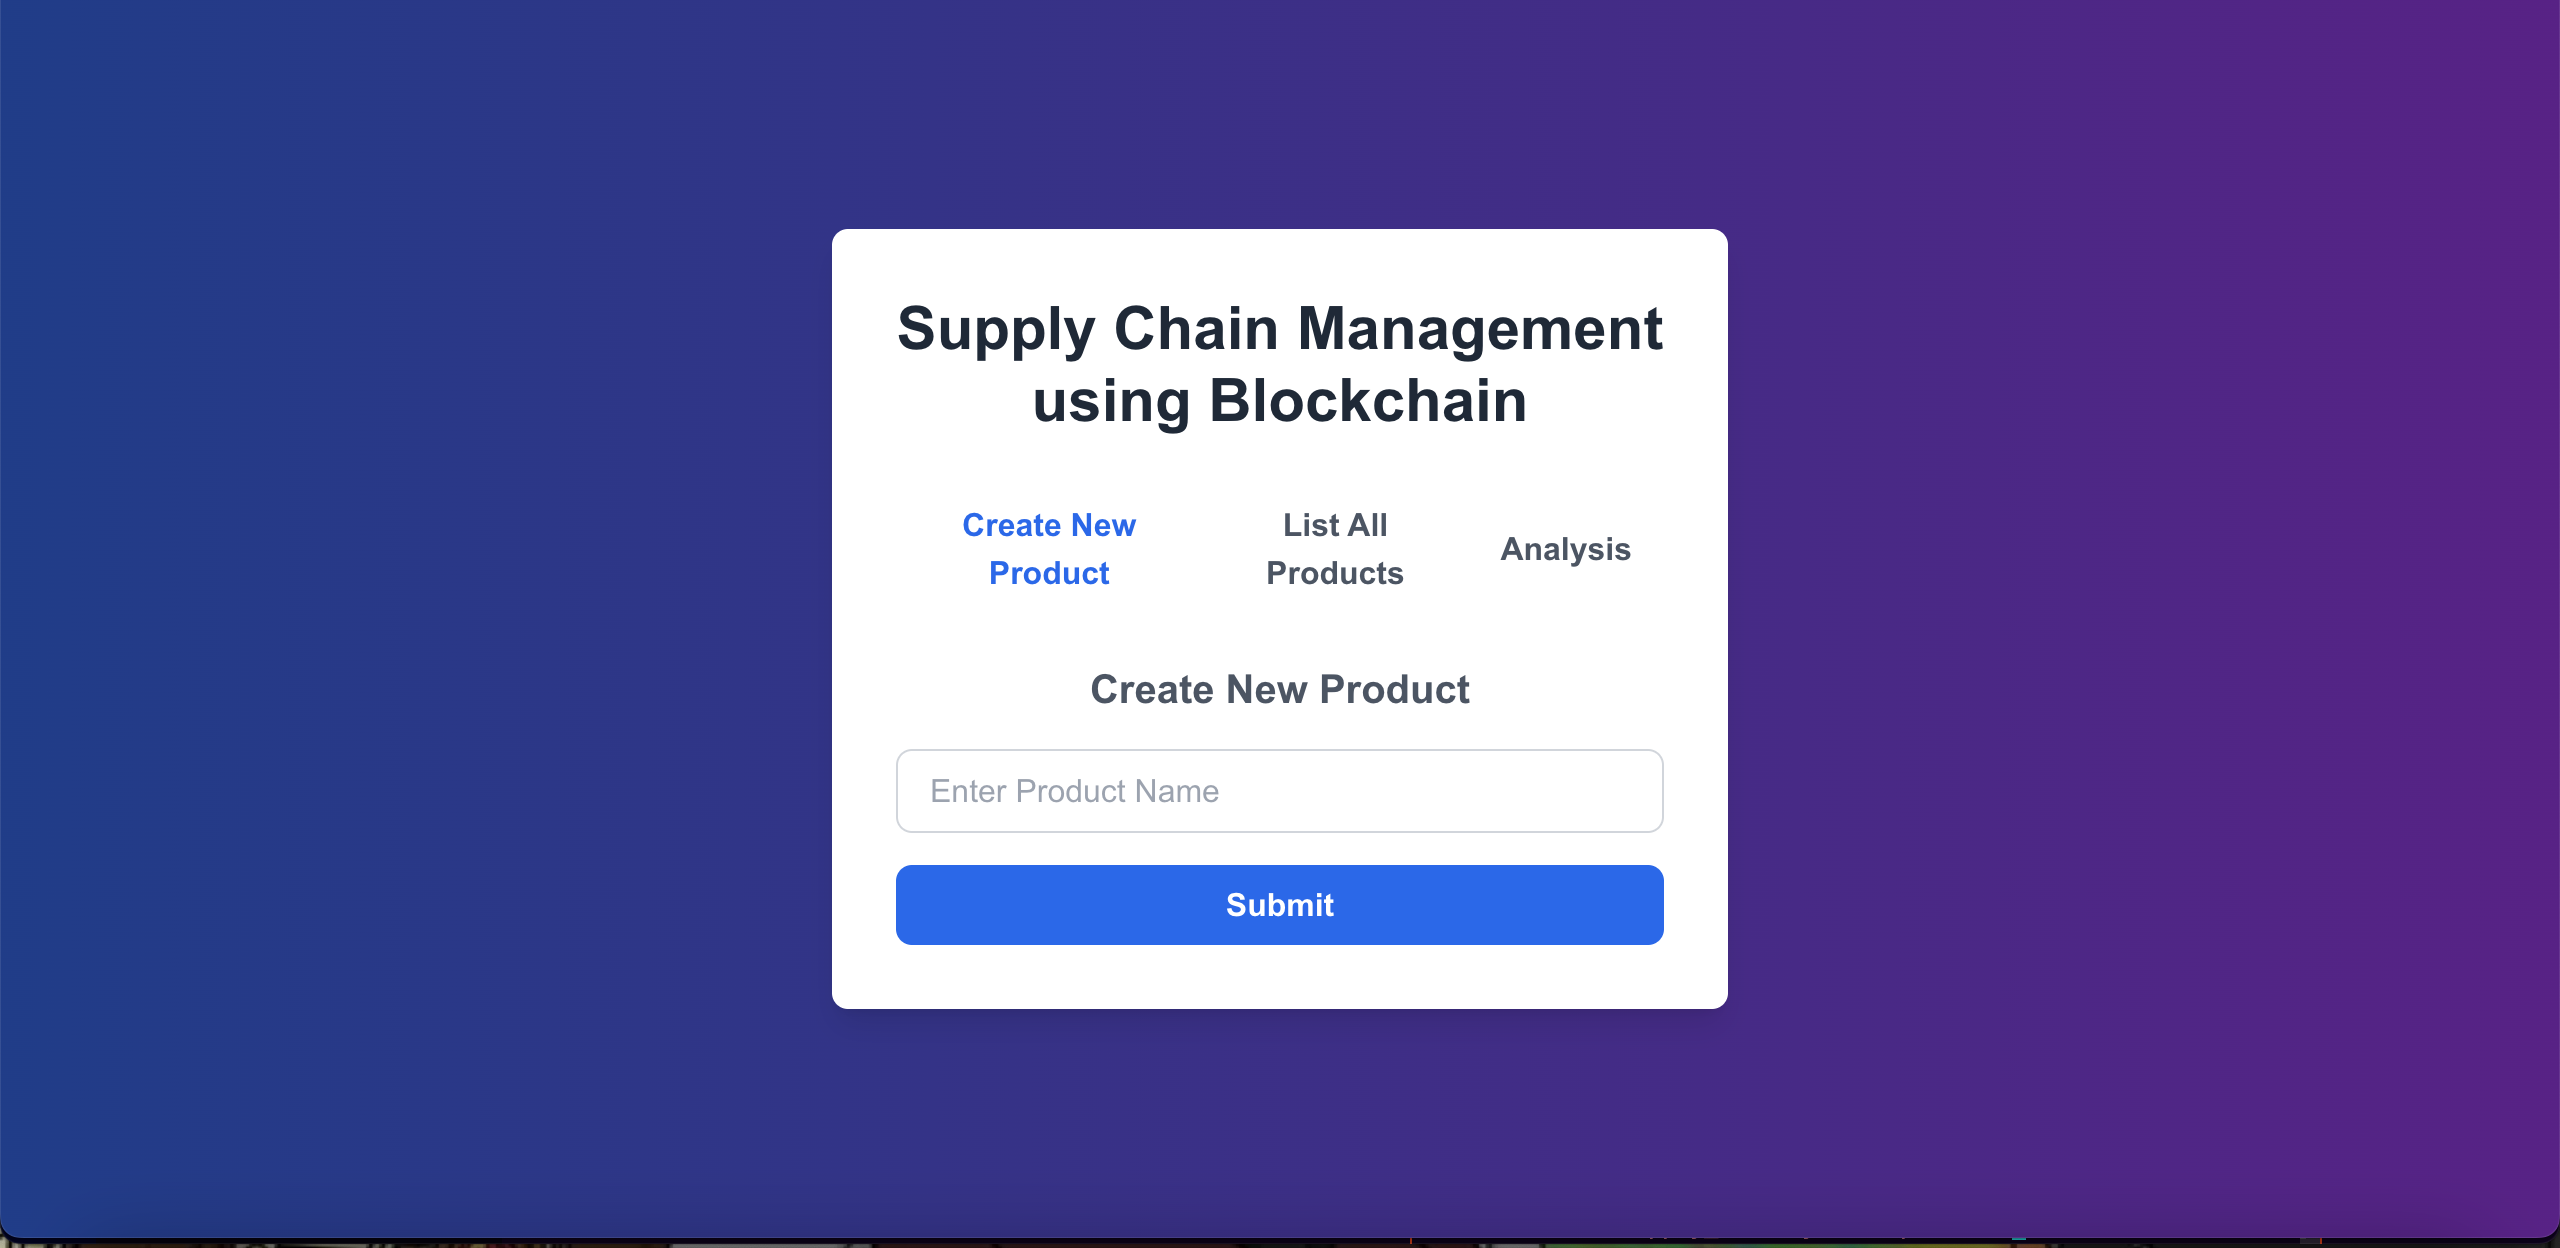 Supply Chain Management
using Blockchain
Create New
Product
List All
Products
Analysis
Create New Product
Enter Product Name
Submit